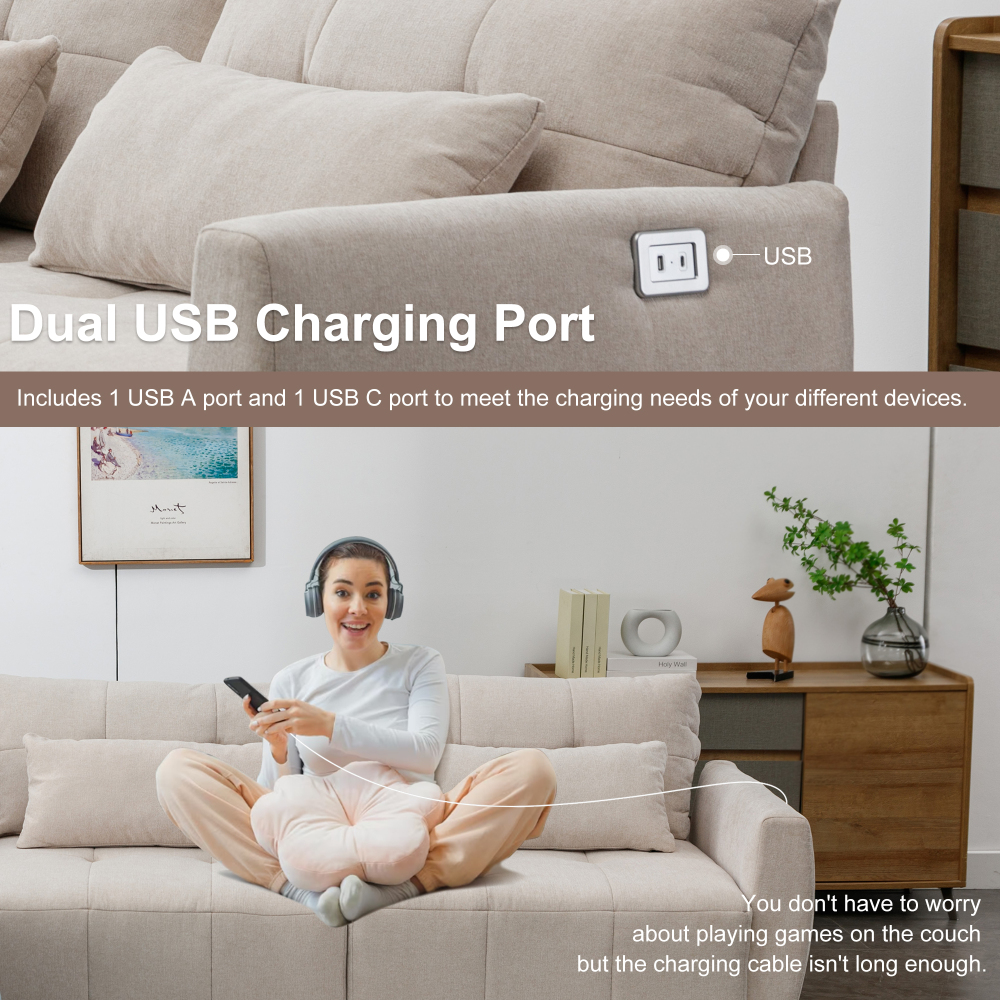 USB
Dual USB Charging Port
Includes 1 USB A port and 1 USB C port to meet the charging needs of your different devices.
Monet
Holy Wall
You don't have to worry
about playing games on the couch
but the charging cable isn't long enough.